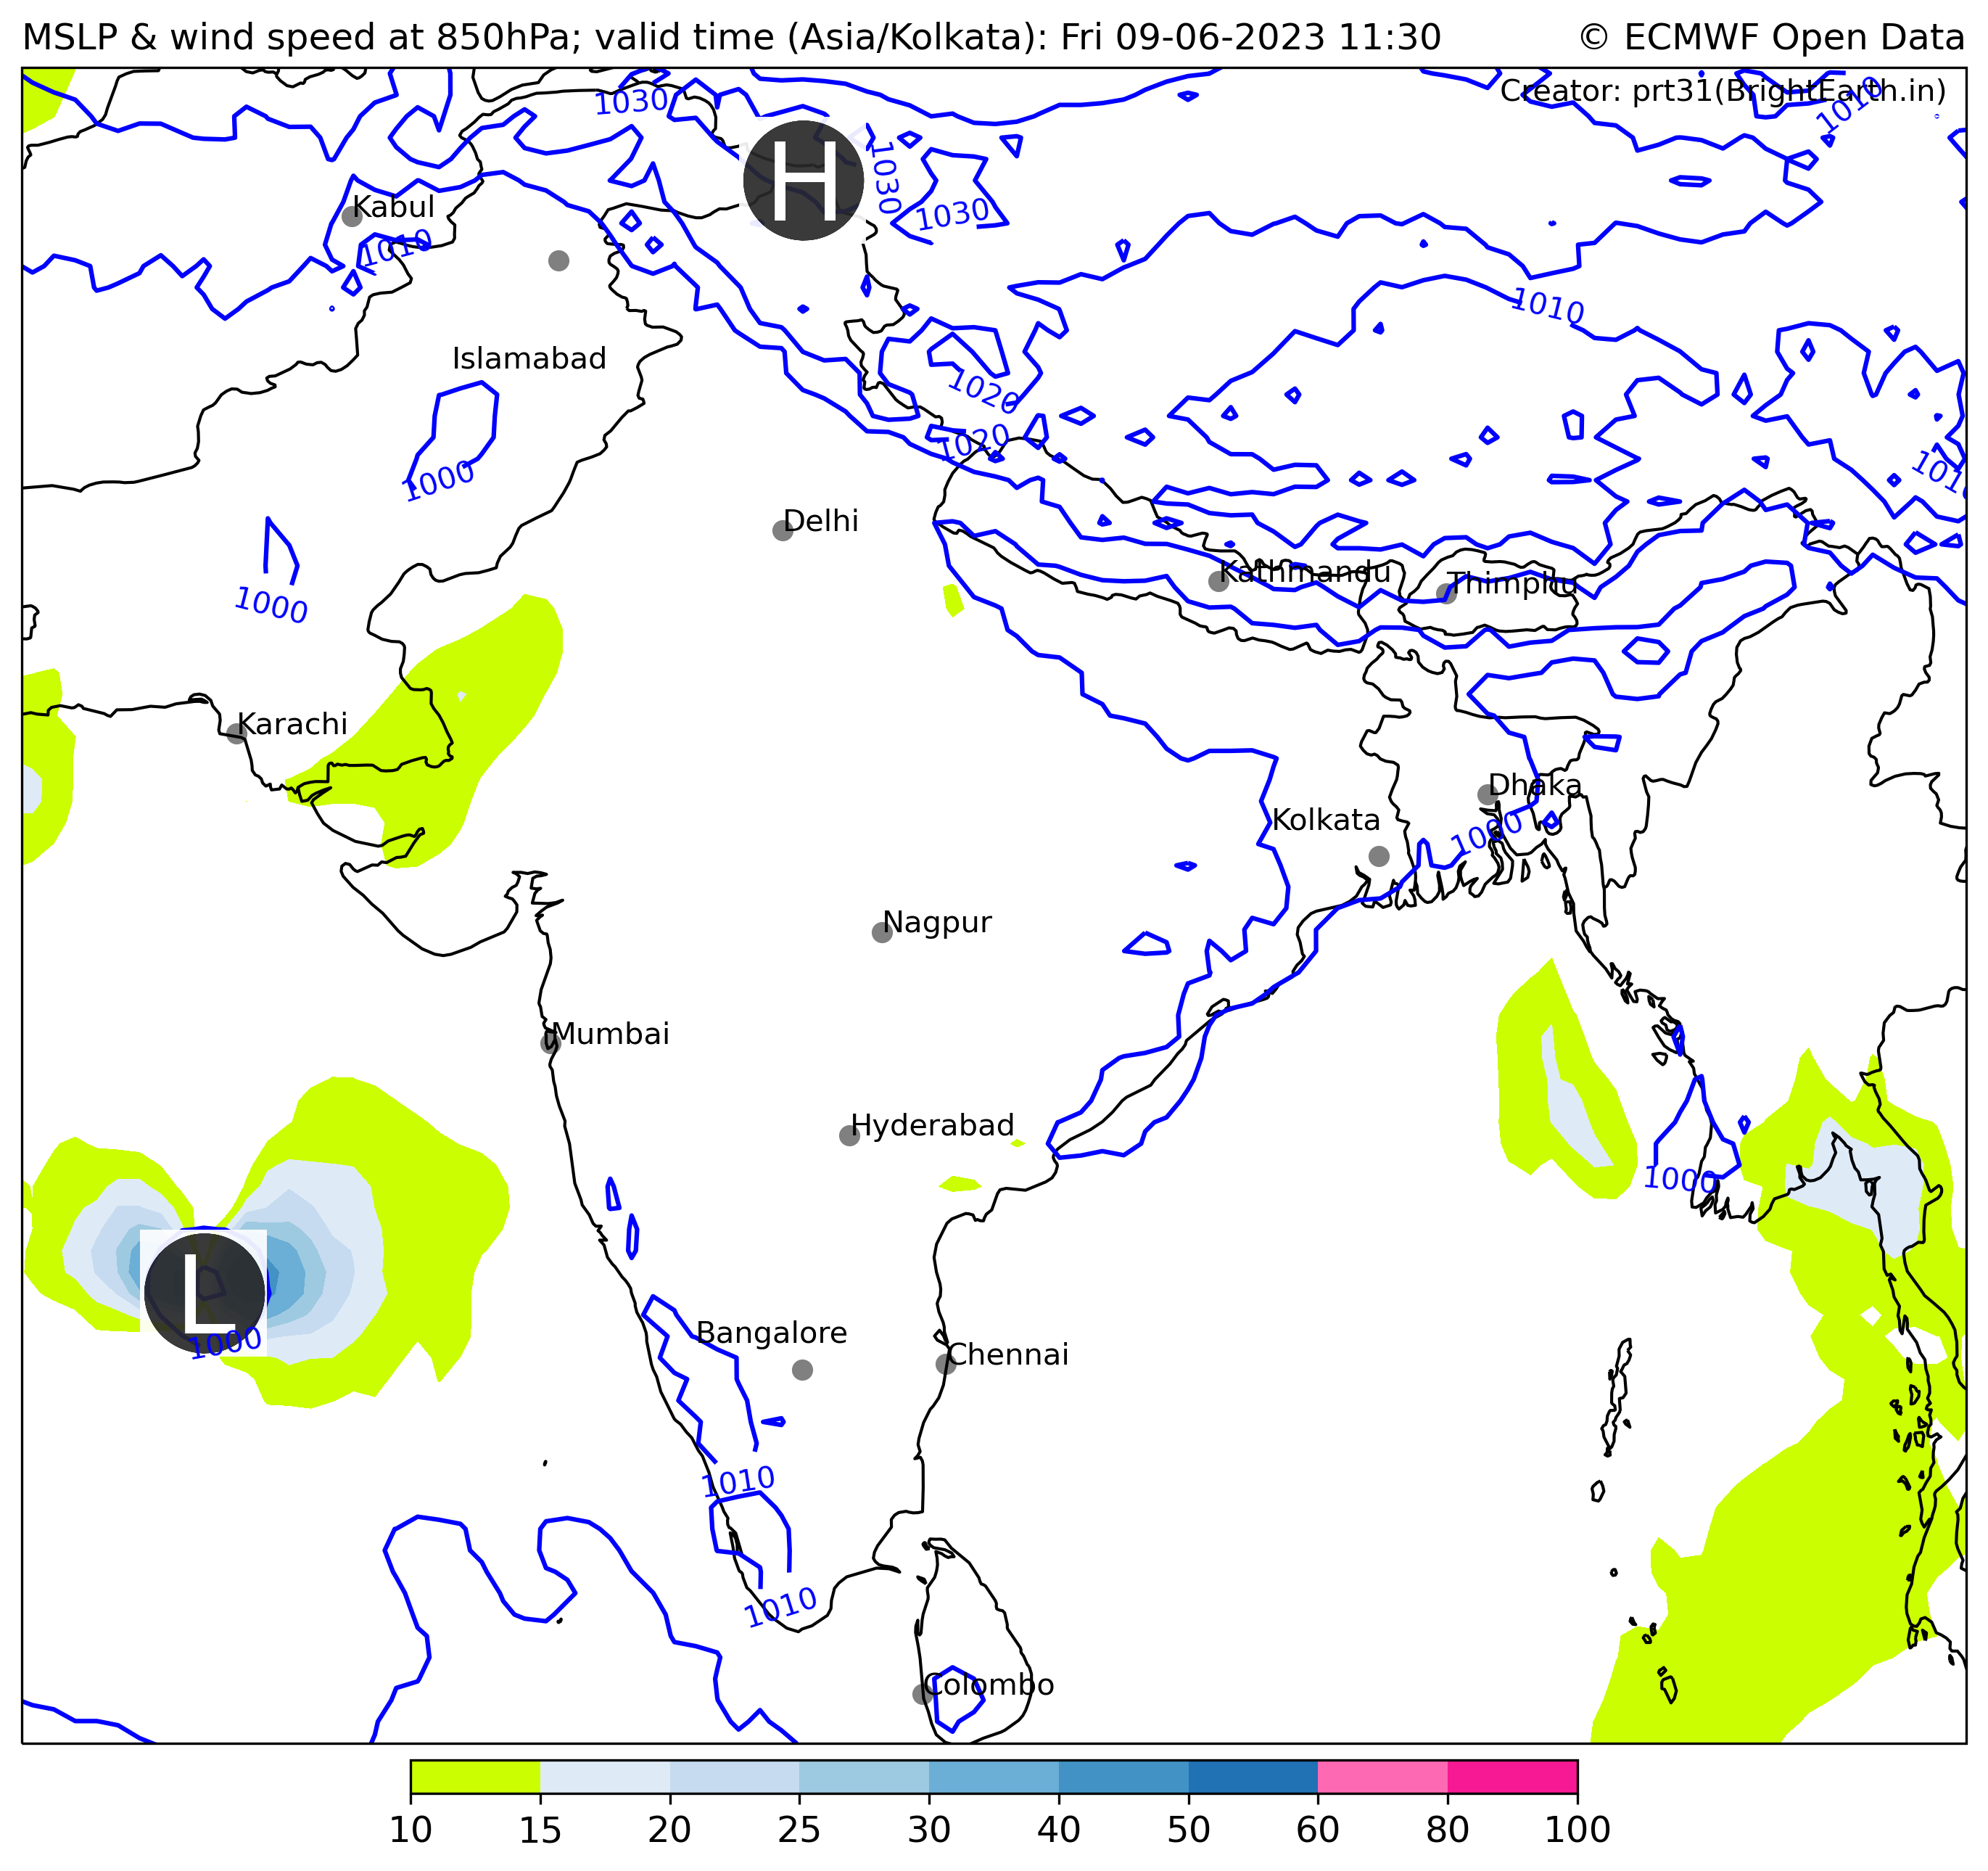 MSLP & wind speed at 850hPa; valid time (Asia/Kolkata): Fri 09-06-2023 11:30
© ECMWF Open Data
Creator: prt31(BrightEarth.in)
1010
1030
H
1030
1030
Kabul
1010
1010
Islamabad
1020
1020
1010
1000
Delhi
Kathmandu
Thimphu
1000
Karachi
Dhaka
Kolkata
1000
Nagpur
Mumbai
Hyderabad
1000
L
1000
Bangalore
Chennai
1010
1010
Colombo
10 15 20 25 30 40 50 60 80 100